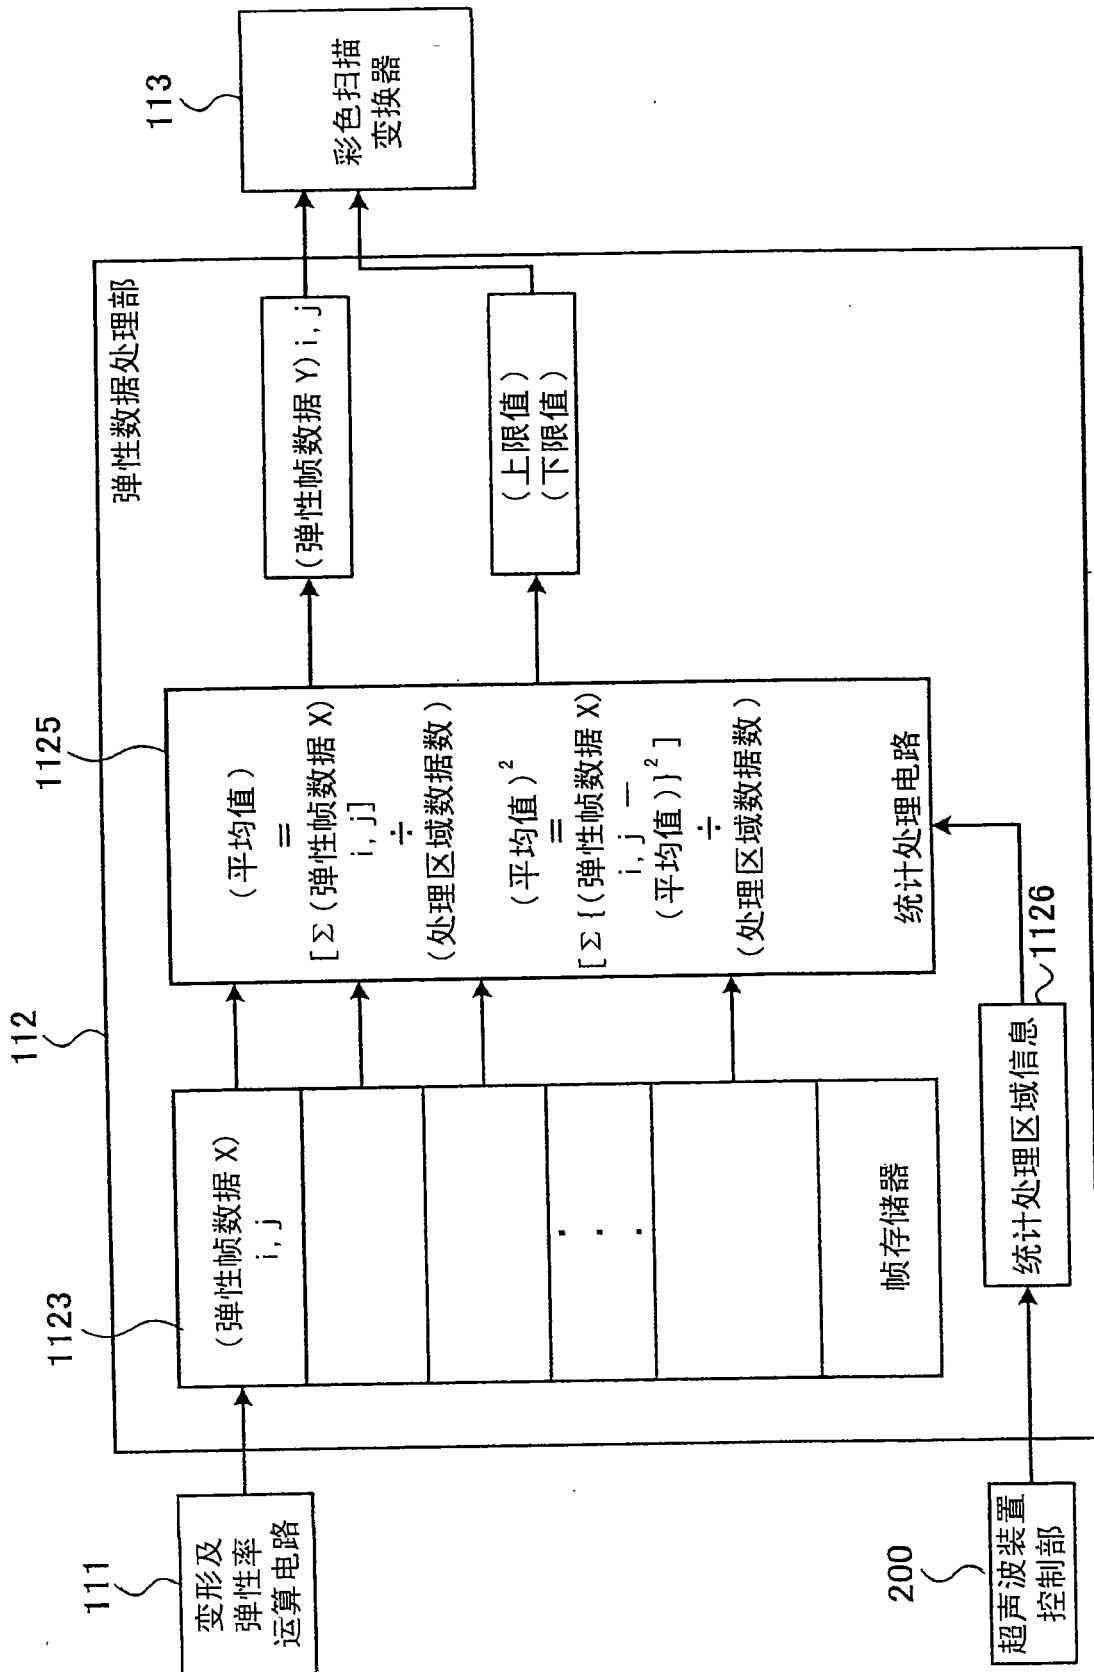 111
变形及
弹性率
运算电路
200
超声波装置
控制部
112
弹性数据处理部
1123
(弹性帧数据 X)
i, j
· · ·
帧存储器
1125
(平均值)
=
[Σ(弹性帧数据 X)
i, j]
÷
(处理区域数据数)
(平均值)²
=
[Σ{(弹性帧数据 X)
i, j —
(平均值)}²]
÷
(处理区域数据数)
统计处理电路
统计处理区域信息
1126
(弹性帧数据 Y) i, j
(上限值)
(下限值)
113
彩色扫描
变换器